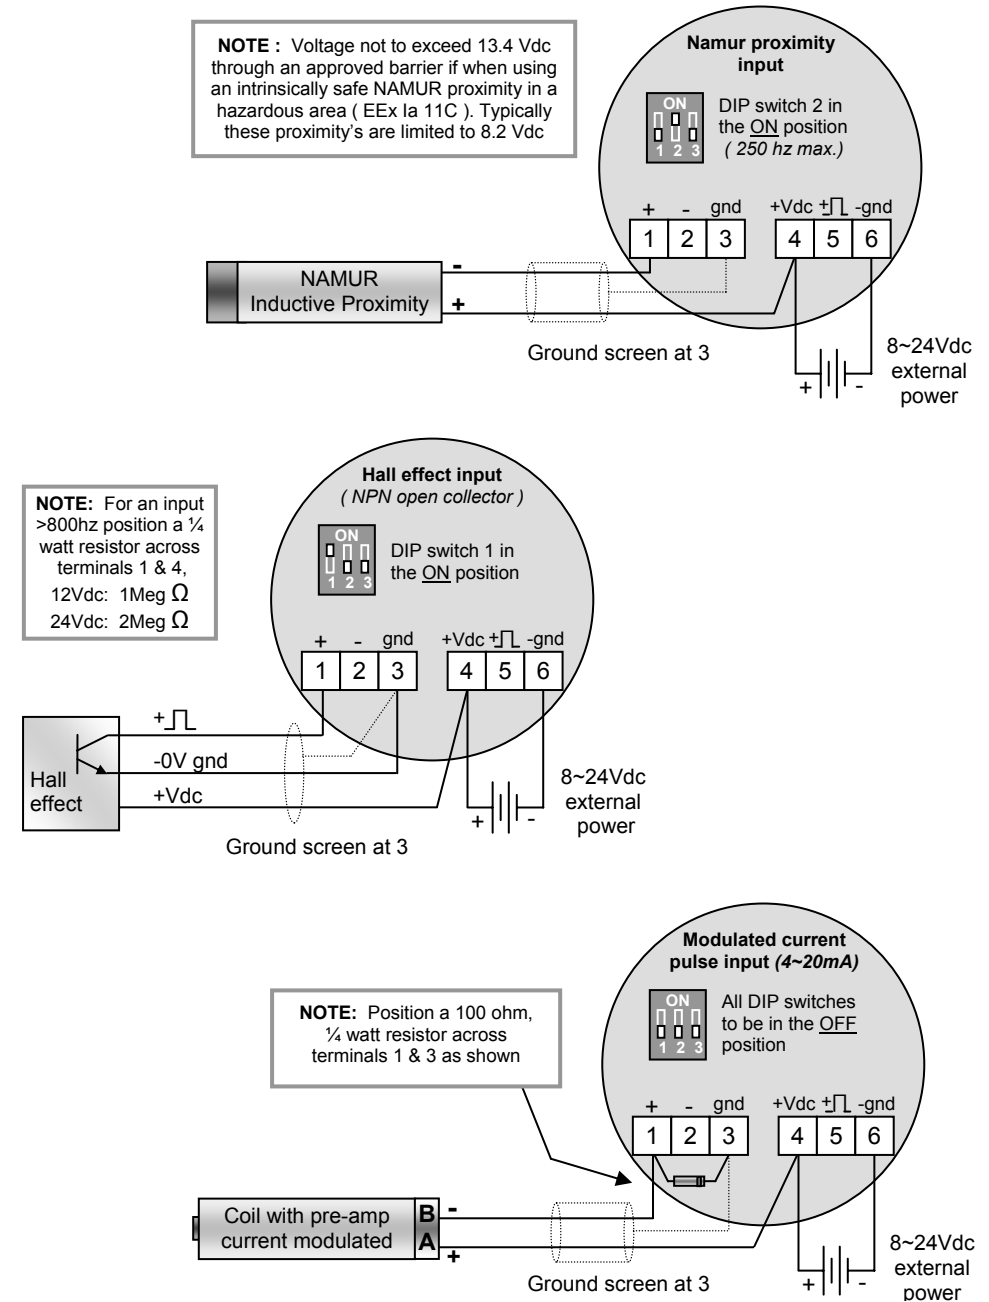 NOTE :  Voltage not to exceed 13.4 Vdc
through an approved barrier if when using
an intrinsically safe NAMUR proximity in a
hazardous area ( EEx Ia 11C ). Typically
these proximity's are limited to 8.2 Vdc
Namur proximity
input
ON
1 2 3
DIP switch 2 in
the ON position
( 250 hz max.)
+ - gnd
+Vdc ± -gnd
1 2 3
4 5 6
NAMUR
Inductive Proximity
-
+
Ground screen at 3
+ -
8~24Vdc
external
power
Hall effect input
( NPN open collector )
NOTE:  For an input
>800hz position a ¼
watt resistor across
terminals 1 & 4,
12Vdc:  1Meg Ω
24Vdc:  2Meg Ω
ON
1 2 3
DIP switch 1 in
the ON position
+ - gnd
+Vdc ± -gnd
1 2 3
4 5 6
Hall
effect
+
-0V gnd
+Vdc
Ground screen at 3
+ -
8~24Vdc
external
power
Modulated current
pulse input (4~20mA)
NOTE:  Position a 100 ohm,
¼ watt resistor across
terminals 1 & 3 as shown
ON
1 2 3
All DIP switches
to be in the OFF
position
+ - gnd
+Vdc ± -gnd
1 2 3
4 5 6
Coil with pre-amp
current modulated
B -
A +
Ground screen at 3
+ -
8~24Vdc
external
power